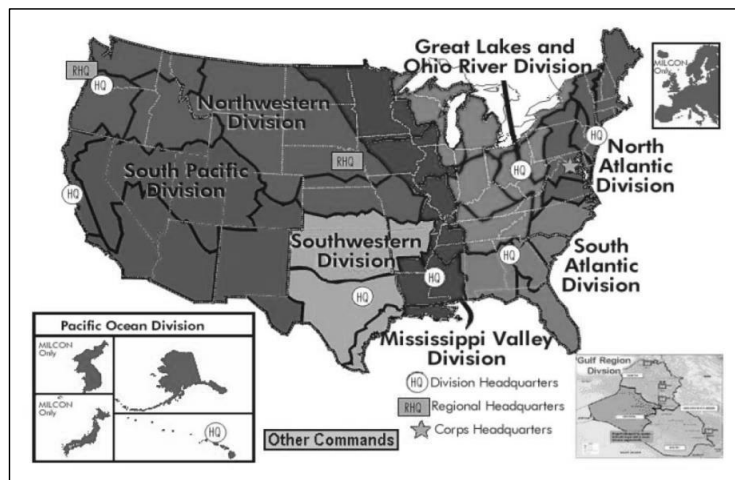 Great Lakes and
Ohio River Division
MILCON
Only
RHQ
HQ
Northwestern
Division
HQ
North
Atlantic
Division
RHQ
HQ
South Pacific
Division
HQ
Southwestern
Division
South
Atlantic
Division
HQ
HQ
HQ
Mississippi Valley
Division
Pacific Ocean Division
MILCON
Only
MILCON
Only
HQ
HQ Division Headquarters
RHQ Regional Headquarters
Corps Headquarters
Other Commands
Gulf Region
Division